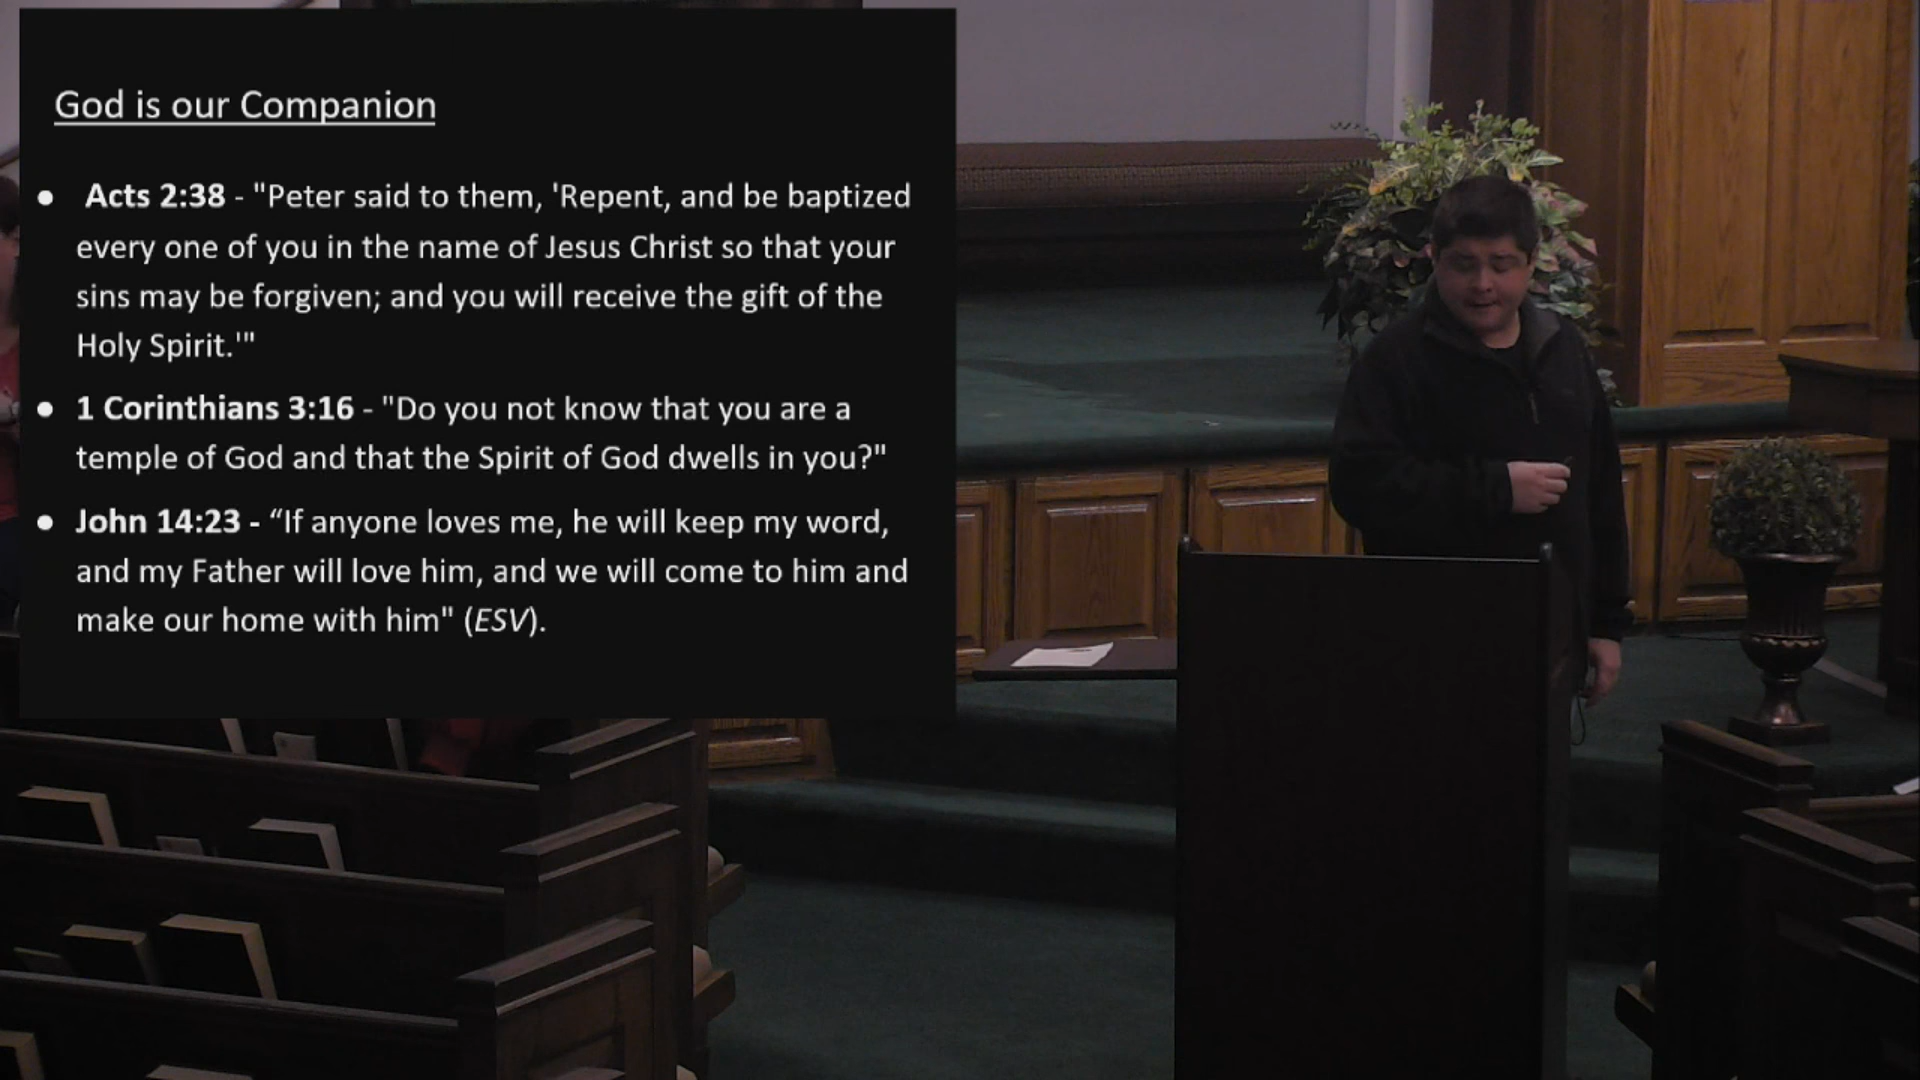 God is our Companion
● Acts 2:38 - "Peter said to them, 'Repent, and be baptized
every one of you in the name of Jesus Christ so that your
sins may be forgiven; and you will receive the gift of the
Holy Spirit.'"
● 1 Corinthians 3:16 - "Do you not know that you are a
temple of God and that the Spirit of God dwells in you?"
● John 14:23 - “If anyone loves me, he will keep my word,
and my Father will love him, and we will come to him and
make our home with him" (ESV).